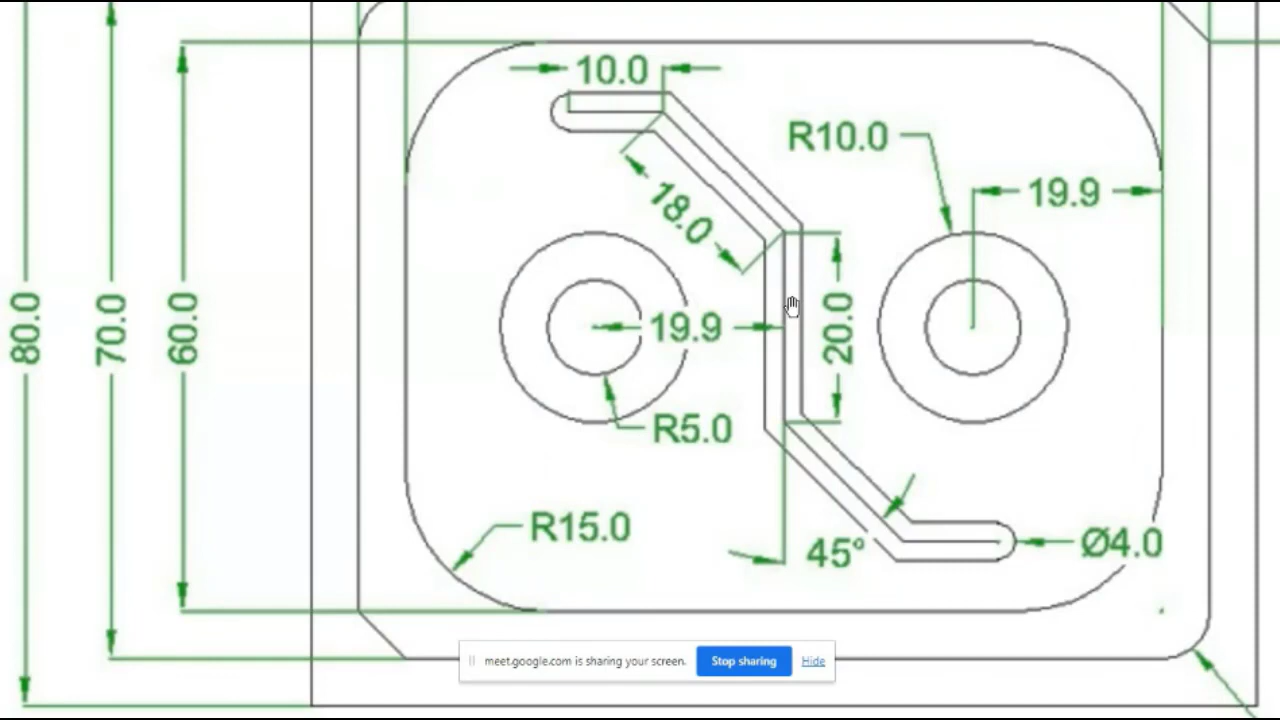 10.0
R10.0
19.9
18.0
80.0
70.0
60.0
19.9
20.0
R5.0
R15.0
45°
Ø4.0
meet.google.com is sharing your screen.
Stop sharing
Hide